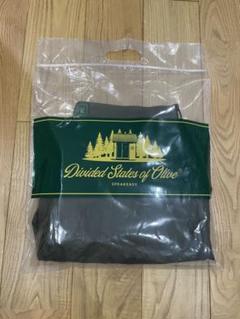 Divided States of Olive
SPEAKEASY